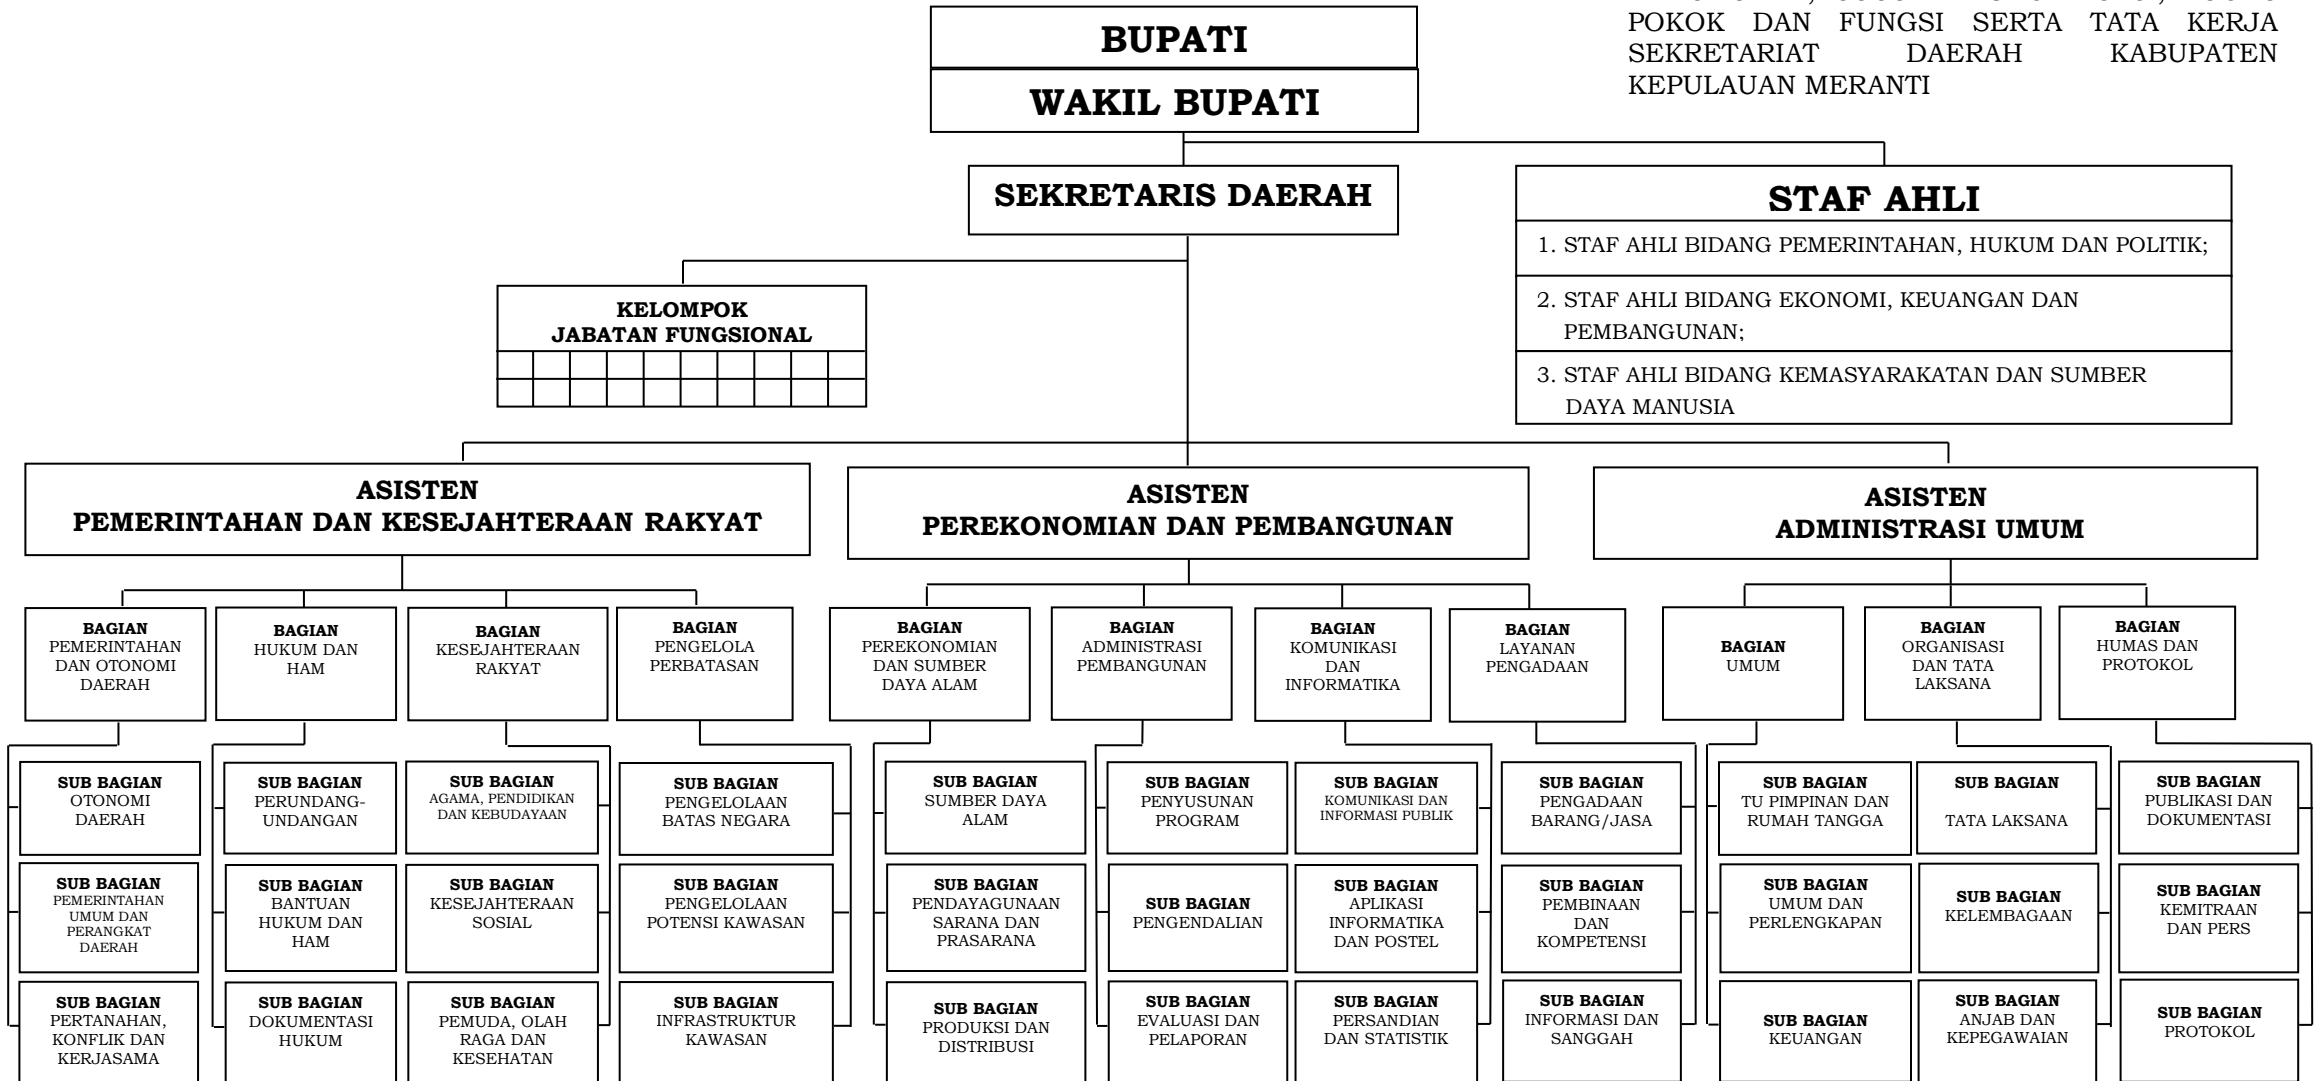 POKOK DAN FUNGSI SERTA TATA KERJA
SEKRETARIAT DAERAH KABUPATEN
KEPULAUAN MERANTI
BUPATI
WAKIL BUPATI
SEKRETARIS DAERAH
STAF AHLI
1. STAF AHLI BIDANG PEMERINTAHAN, HUKUM DAN POLITIK;
2. STAF AHLI BIDANG EKONOMI, KEUANGAN DAN
PEMBANGUNAN;
3. STAF AHLI BIDANG KEMASYARAKATAN DAN SUMBER
DAYA MANUSIA
KELOMPOK
JABATAN FUNGSIONAL
ASISTEN
PEMERINTAHAN DAN KESEJAHTERAAN RAKYAT
ASISTEN
PEREKONOMIAN DAN PEMBANGUNAN
ASISTEN
ADMINISTRASI UMUM
BAGIAN
PEMERINTAHAN
DAN OTONOMI
DAERAH
BAGIAN
HUKUM DAN
HAM
BAGIAN
KESEJAHTERAAN
RAKYAT
BAGIAN
PENGELOLA
PERBATASAN
BAGIAN
PEREKONOMIAN
DAN SUMBER
DAYA ALAM
BAGIAN
ADMINISTRASI
PEMBANGUNAN
BAGIAN
KOMUNIKASI
DAN
INFORMATIKA
BAGIAN
LAYANAN
PENGADAAN
BAGIAN
UMUM
BAGIAN
ORGANISASI
DAN TATA
LAKSANA
BAGIAN
HUMAS DAN
PROTOKOL
SUB BAGIAN
OTONOMI
DAERAH
SUB BAGIAN
PERUNDANG-
UNDANGAN
SUB BAGIAN
AGAMA, PENDIDIKAN
DAN KEBUDAYAAN
SUB BAGIAN
PENGELOLAAN
BATAS NEGARA
SUB BAGIAN
SUMBER DAYA
ALAM
SUB BAGIAN
PENYUSUNAN
PROGRAM
SUB BAGIAN
KOMUNIKASI DAN
INFORMASI PUBLIK
SUB BAGIAN
PENGADAAN
BARANG/JASA
SUB BAGIAN
TU PIMPINAN DAN
RUMAH TANGGA
SUB BAGIAN
TATA LAKSANA
SUB BAGIAN
PUBLIKASI DAN
DOKUMENTASI
SUB BAGIAN
PEMERINTAHAN
UMUM DAN
PERANGKAT
DAERAH
SUB BAGIAN
BANTUAN
HUKUM DAN
HAM
SUB BAGIAN
KESEJAHTERAAN
SOSIAL
SUB BAGIAN
PENGELOLAAN
POTENSI KAWASAN
SUB BAGIAN
PENDAYAGUNAAN
SARANA DAN
PRASARANA
SUB BAGIAN
PENGENDALIAN
SUB BAGIAN
APLIKASI
INFORMATIKA
DAN POSTEL
SUB BAGIAN
PEMBINAAN
DAN
KOMPETENSI
SUB BAGIAN
UMUM DAN
PERLENGKAPAN
SUB BAGIAN
KELEMBAGAAN
SUB BAGIAN
KEMITRAAN
DAN PERS
SUB BAGIAN
PERTANAHAN,
KONFLIK DAN
KERJASAMA
SUB BAGIAN
DOKUMENTASI
HUKUM
SUB BAGIAN
PEMUDA, OLAH
RAGA DAN
KESEHATAN
SUB BAGIAN
INFRASTRUKTUR
KAWASAN
SUB BAGIAN
PRODUKSI DAN
DISTRIBUSI
SUB BAGIAN
EVALUASI DAN
PELAPORAN
SUB BAGIAN
PERSANDIAN
DAN STATISTIK
SUB BAGIAN
INFORMASI DAN
SANGGAH
SUB BAGIAN
KEUANGAN
SUB BAGIAN
ANJAB DAN
KEPEGAWAIAN
SUB BAGIAN
PROTOKOL